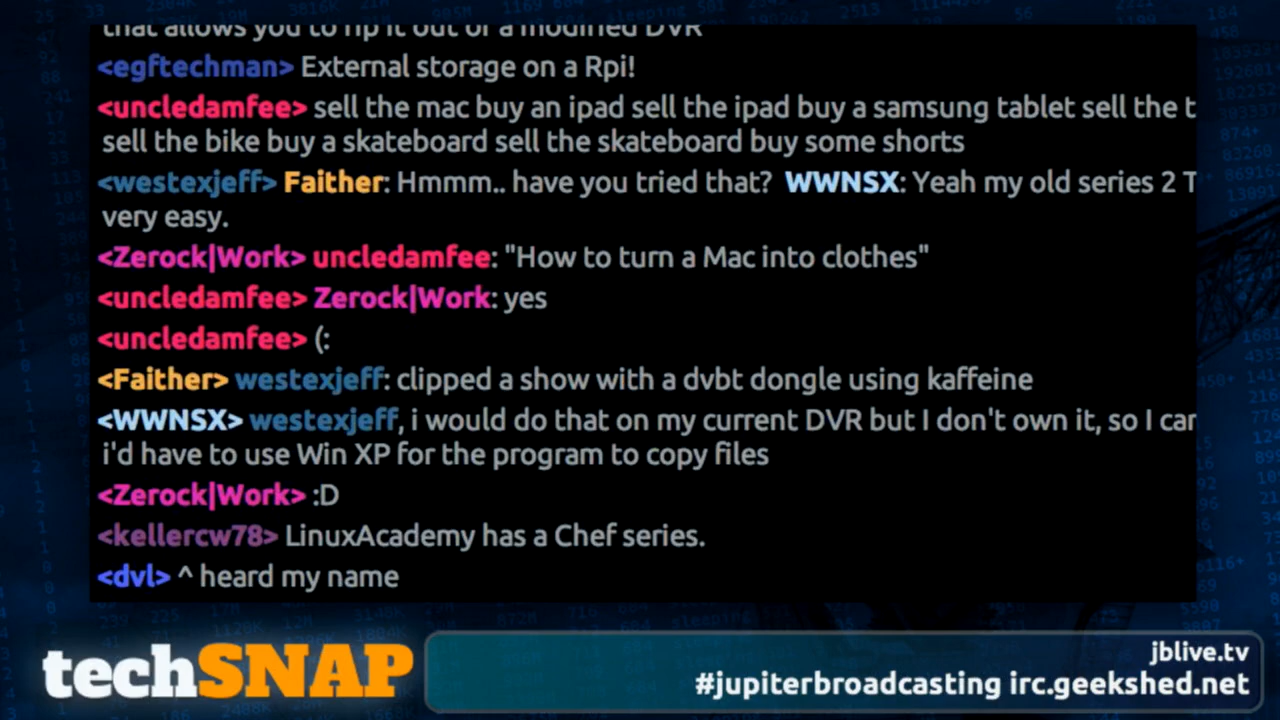 that allows you to rip it out of a modified DVR
<egftechman> External storage on a Rpi!
<uncledamfee> sell the mac buy an ipad sell the ipad buy a samsung tablet sell the t
sell the bike buy a skateboard sell the skateboard buy some shorts
<westexjeff> Faither: Hmmm.. have you tried that? WWNSX: Yeah my old series 2 T
very easy.
<Zerock|Work> uncledamfee: "How to turn a Mac into clothes"
<uncledamfee> Zerock|Work: yes
<uncledamfee> (:
<Faither> westexjeff: clipped a show with a dvbt dongle using kaffeine
<WWNSX> westexjeff, i would do that on my current DVR but I don't own it, so I can
i'd have to use Win XP for the program to copy files
<Zerock|Work> :D
<kellercw78> LinuxAcademy has a Chef series.
<dvl> ^ heard my name
techSNAP
jblive.tv
#jupiterbroadcasting irc.geekshed.net